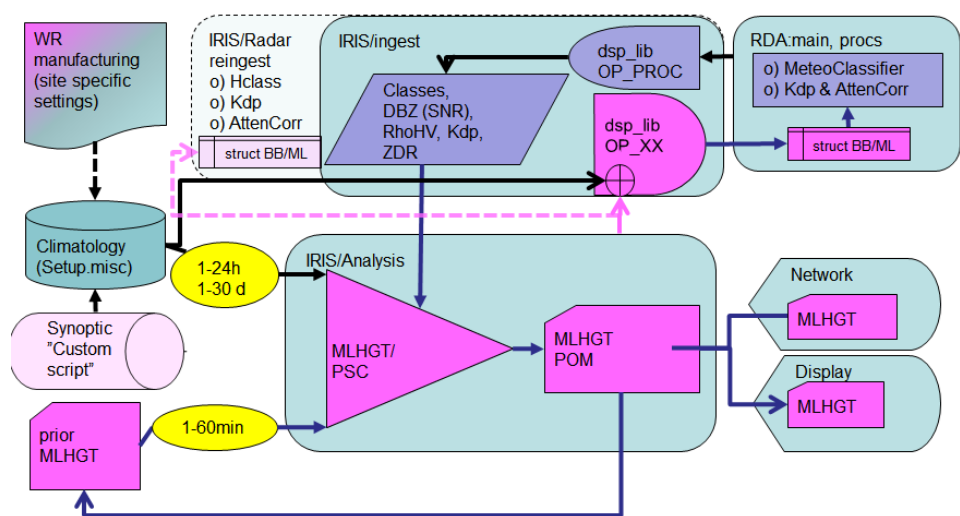 WR
manufacturing
(site specific
settings)
IRIS/Radar
reingest
o) Hclass
o) Kdp
o) AttenCorr
struct BB/ML
IRIS/ingest
Classes,
DBZ (SNR),
RhoHV, Kdp,
ZDR
dsp_lib
OP_PROC
dsp_lib
OP_XX
RDA:main, procs
o) MeteoClassifier
o) Kdp & AttenCorr
struct BB/ML
Climatology
(Setup.misc)
1-24h
1-30 d
IRIS/Analysis
MLHGT/
PSC
MLHGT
POM
Network
MLHGT
Display
MLHGT
Synoptic
"Custom
script"
prior
MLHGT
1-60min